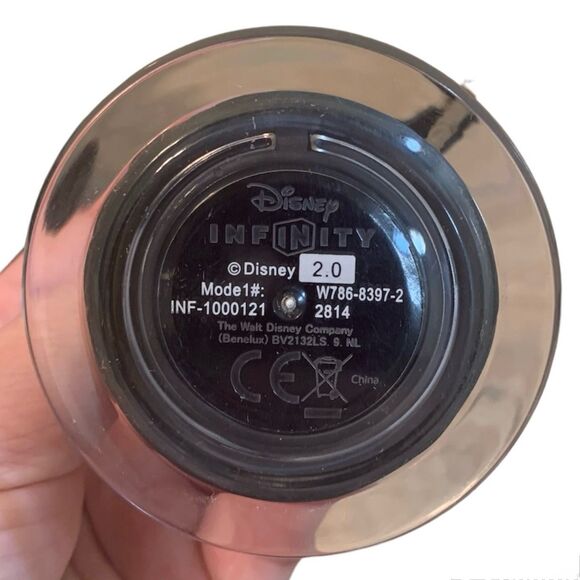 Disney
INFINITY
©Disney 2.0
Model#: W786-8397-2
INF-1000121 2814
The Walt Disney Company
(Benelux) BV2132LS. 9. NL
CE China